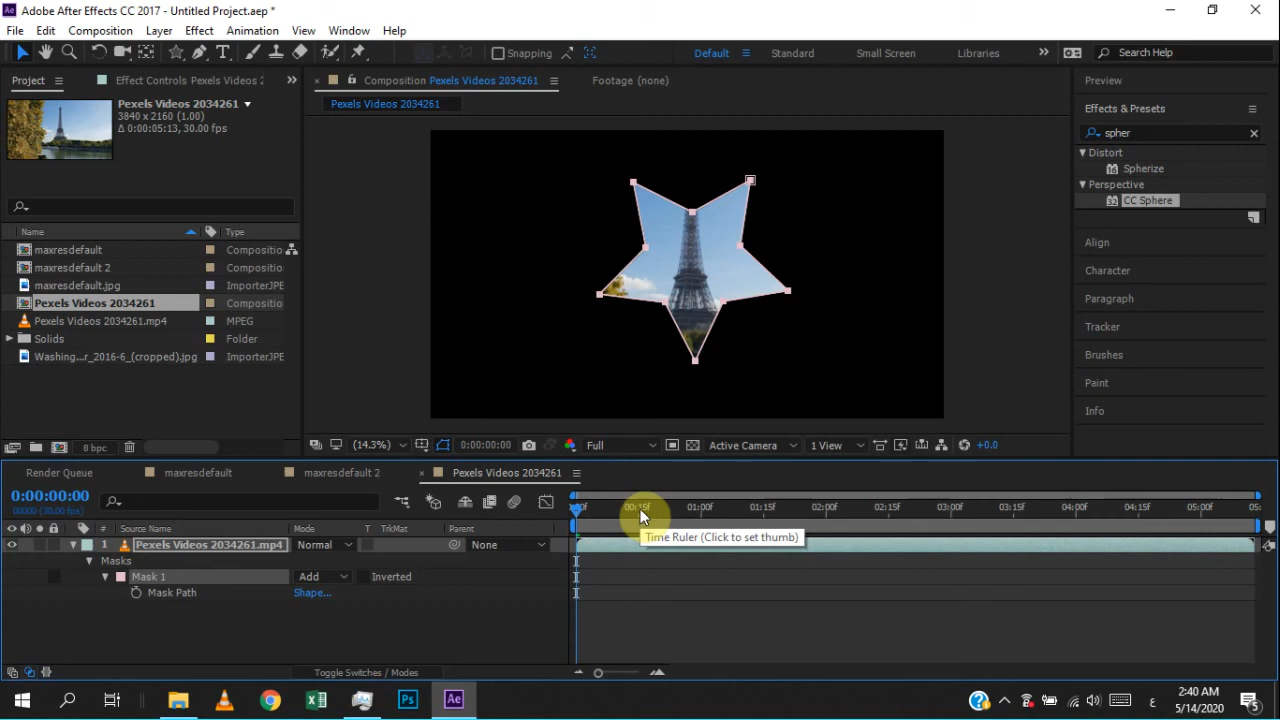 Adobe After Effects CC 2017 - Untitled Project.aep *
File Edit Composition Layer Effect Animation View Window Help
Snapping Default Standard Small Screen Libraries Search Help
Project Effect Controls Pexels Videos 2 Composition Pexels Videos 2034261 Footage (none) Preview
Pexels Videos 2034261
3840 x 2160 (1.00)
Δ 0:00:05:13, 30.00 fps
Pexels Videos 2034261
Effects & Presets
spher
Distort
Spherize
Perspective
CC Sphere
Align
Character
Paragraph
Tracker
Brushes
Paint
Info
Name Type
maxresdefault Compositio
maxresdefault 2 Compositio
maxresdefault.jpg ImporterJPE
Pexels Videos 2034261 Compositio
Pexels Videos 2034261.mp4 MPEG
Solids Folder
Washing...r_2016-6_(cropped).jpg ImporterJPE
8 bpc
(14.3%) 0:00:00:00 Full Active Camera 1 View +0.0
Render Queue maxresdefault maxresdefault 2 Pexels Videos 2034261
0:00:00:00
00000 (30.00 fps)
:00f 00:15f 01:00f 01:15f 02:00f 02:15f 03:00f 03:15f 04:00f 04:15f 05:00f 05:
# Source Name Mode T TrkMat Parent
Time Ruler (Click to set thumb)
1 Pexels Videos 2034261.mp4 Normal None
Masks
Mask 1 Add Inverted
Mask Path Shape...
Toggle Switches / Modes
2:40 AM
5/14/2020
ع
5